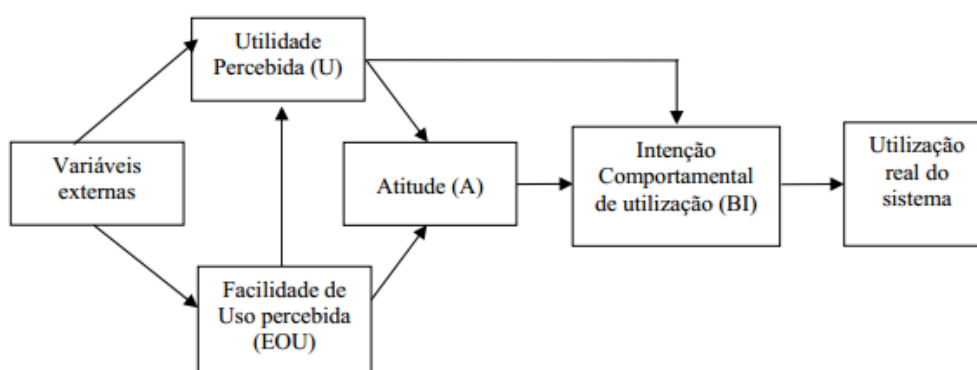 Utilidade
Percebida (U)
Variáveis
externas
Atitude (A)
Intenção
Comportamental
de utilização (BI)
Utilização
real do
sistema
Facilidade de
Uso percebida
(EOU)